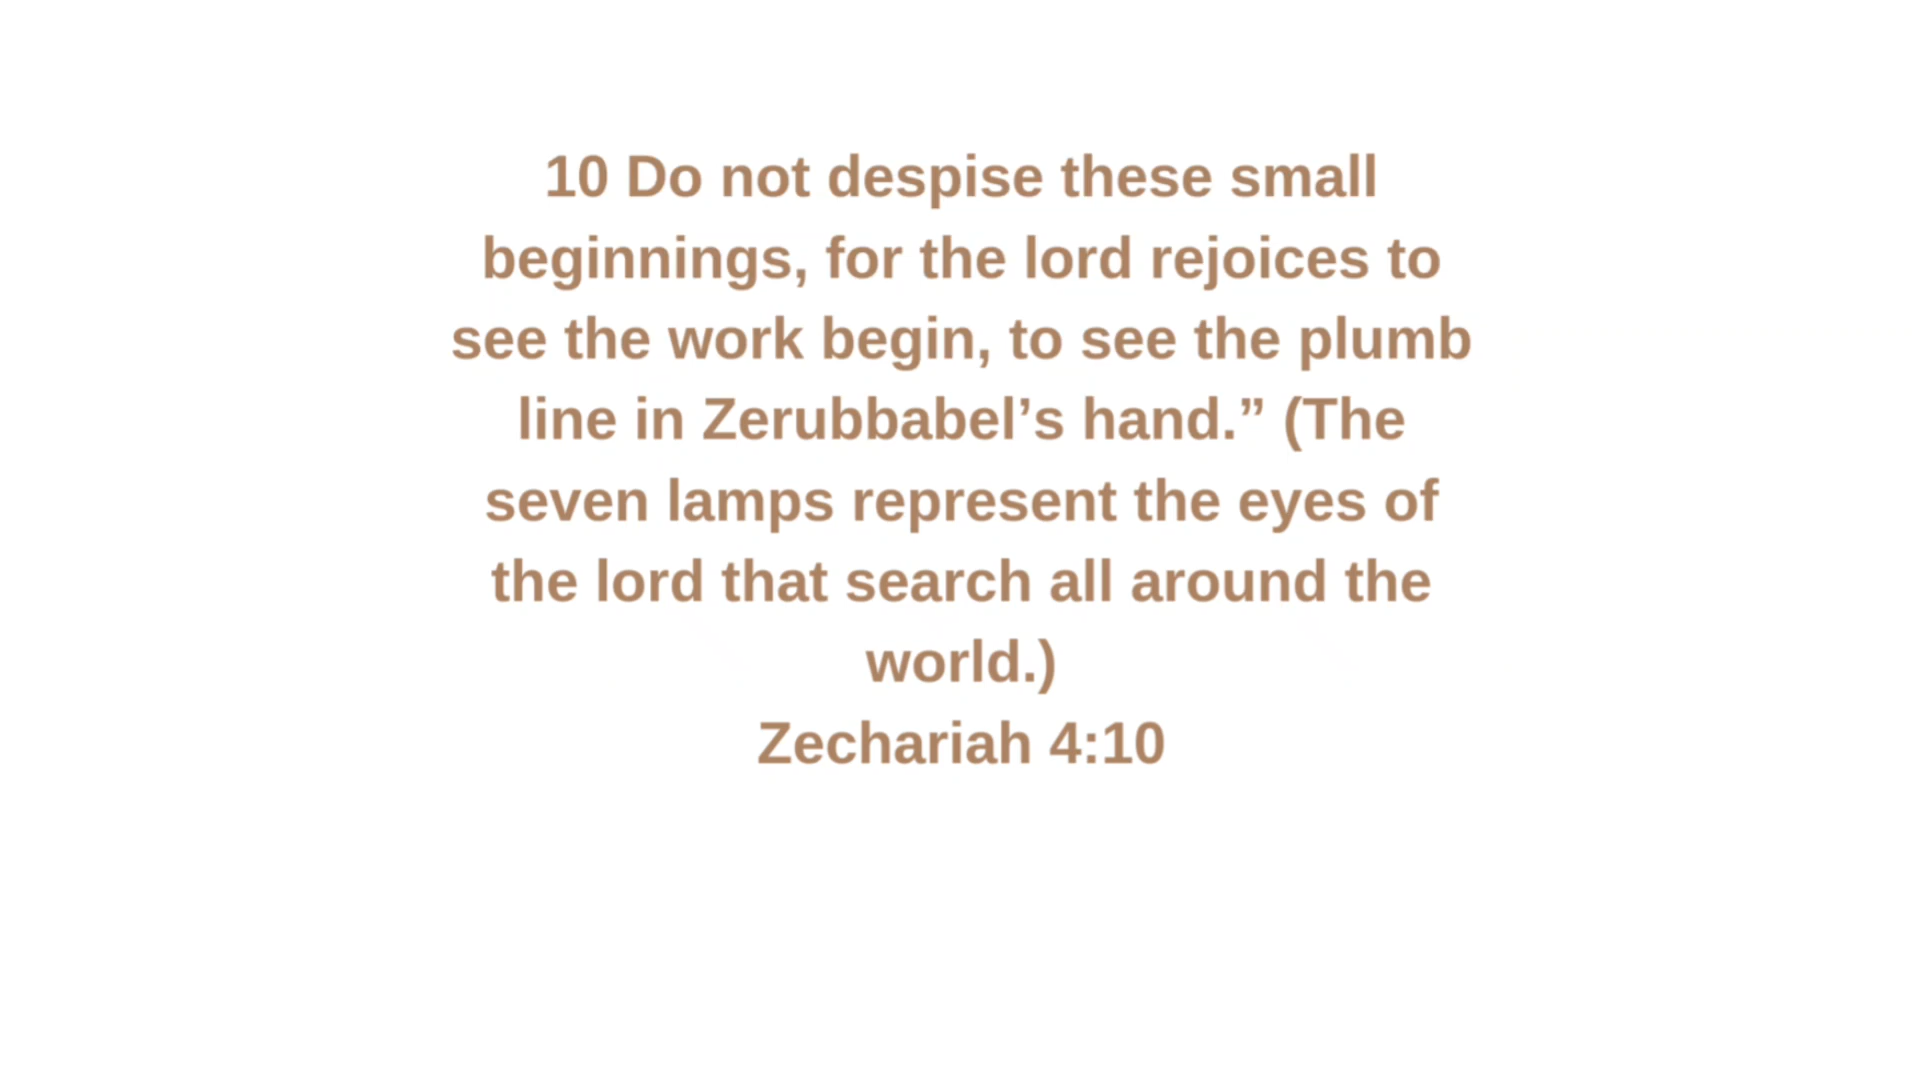 10 Do not despise these small
beginnings, for the lord rejoices to
see the work begin, to see the plumb
line in Zerubbabel’s hand.” (The
seven lamps represent the eyes of
the lord that search all around the
world.)
Zechariah 4:10